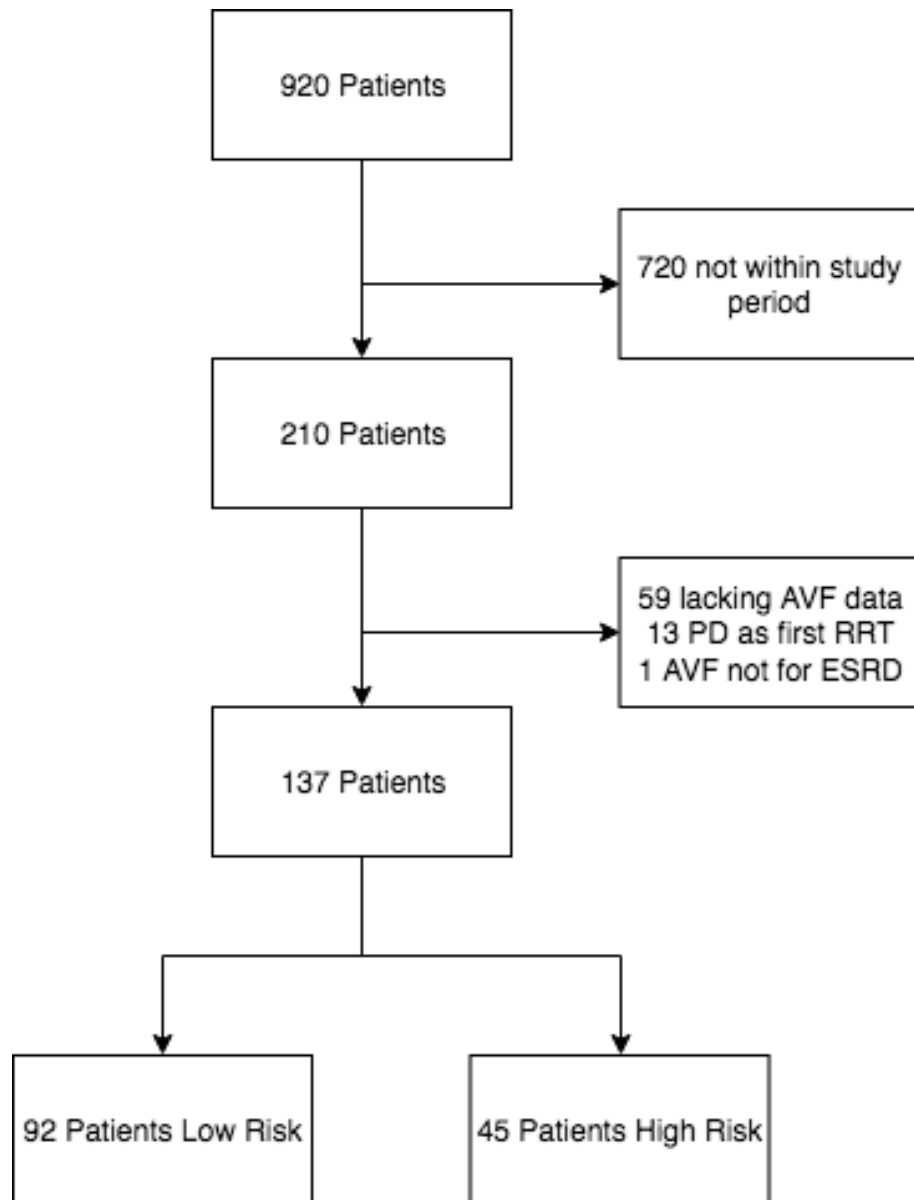 920 Patients
720 not within study
period
210 Patients
59 lacking AVF data
13 PD as first RRT
1 AVF not for ESRD
137 Patients
92 Patients Low Risk
45 Patients High Risk